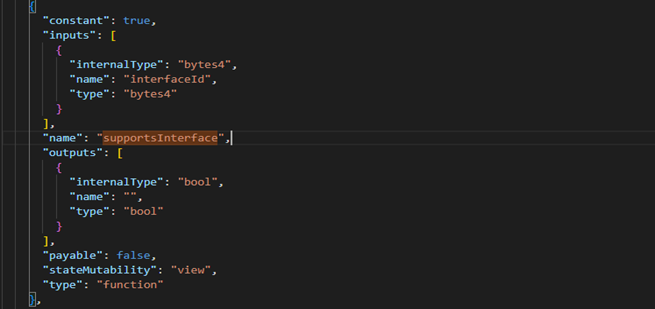 {
"constant": true,
"inputs": [
{
"internalType": "bytes4",
"name": "interfaceId",
"type": "bytes4"
}
],
"name": "supportsInterface",
"outputs": [
{
"internalType": "bool",
"name": "",
"type": "bool"
}
],
"payable": false,
"stateMutability": "view",
"type": "function"
},